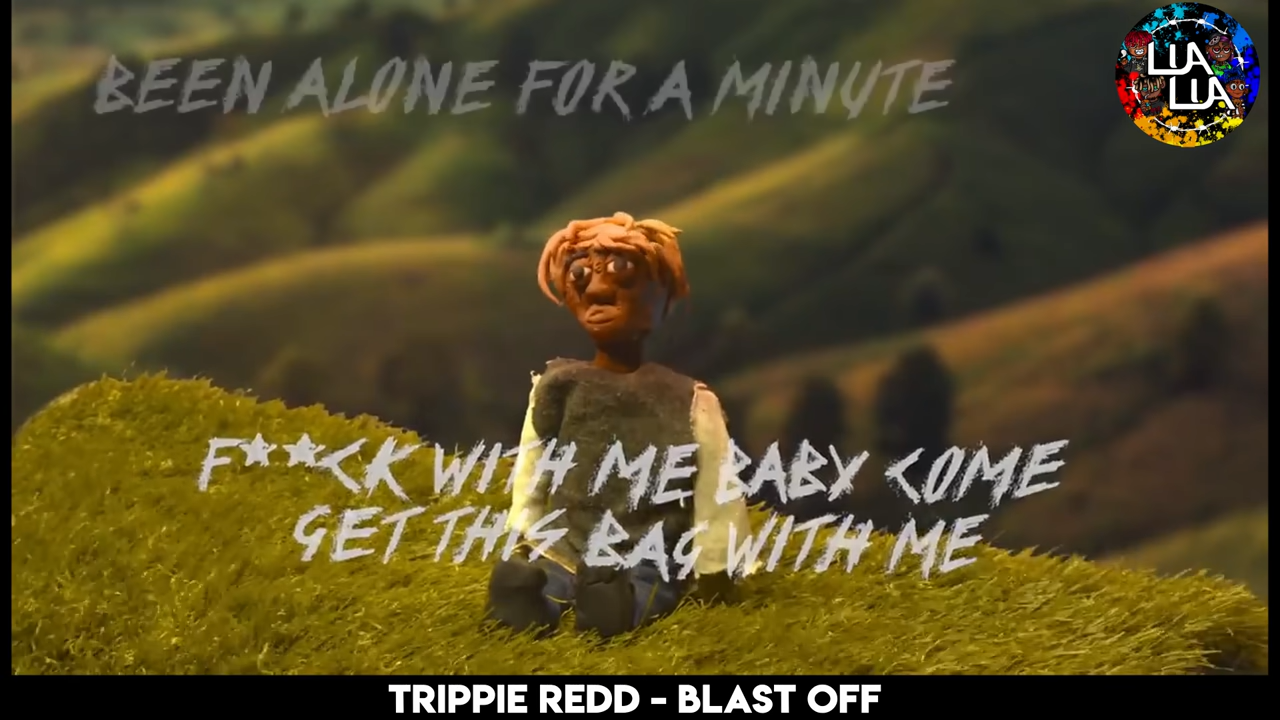 BEEN ALONE FOR A MINUTE
LUA
LUA
F**CK WITH ME BABY COME
GET THIS BAG WITH ME
TRIPPIE REDD - BLAST OFF